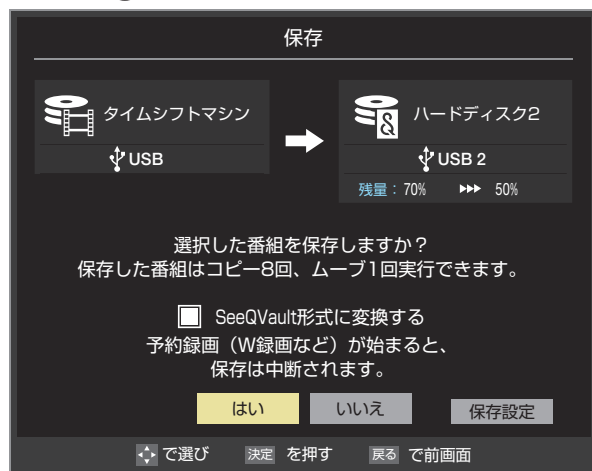 保存
タイムシフトマシン
USB
ハードディスク2
USB 2
残量：70% 50%
選択した番組を保存しますか？
保存した番組はコピー8回、ムーブ1回実行できます。
SeeQVault形式に変換する
予約録画（W録画など）が始まると、
保存は中断されます。
はい いいえ 保存設定
で選び 決定 を押す 戻る で前画面